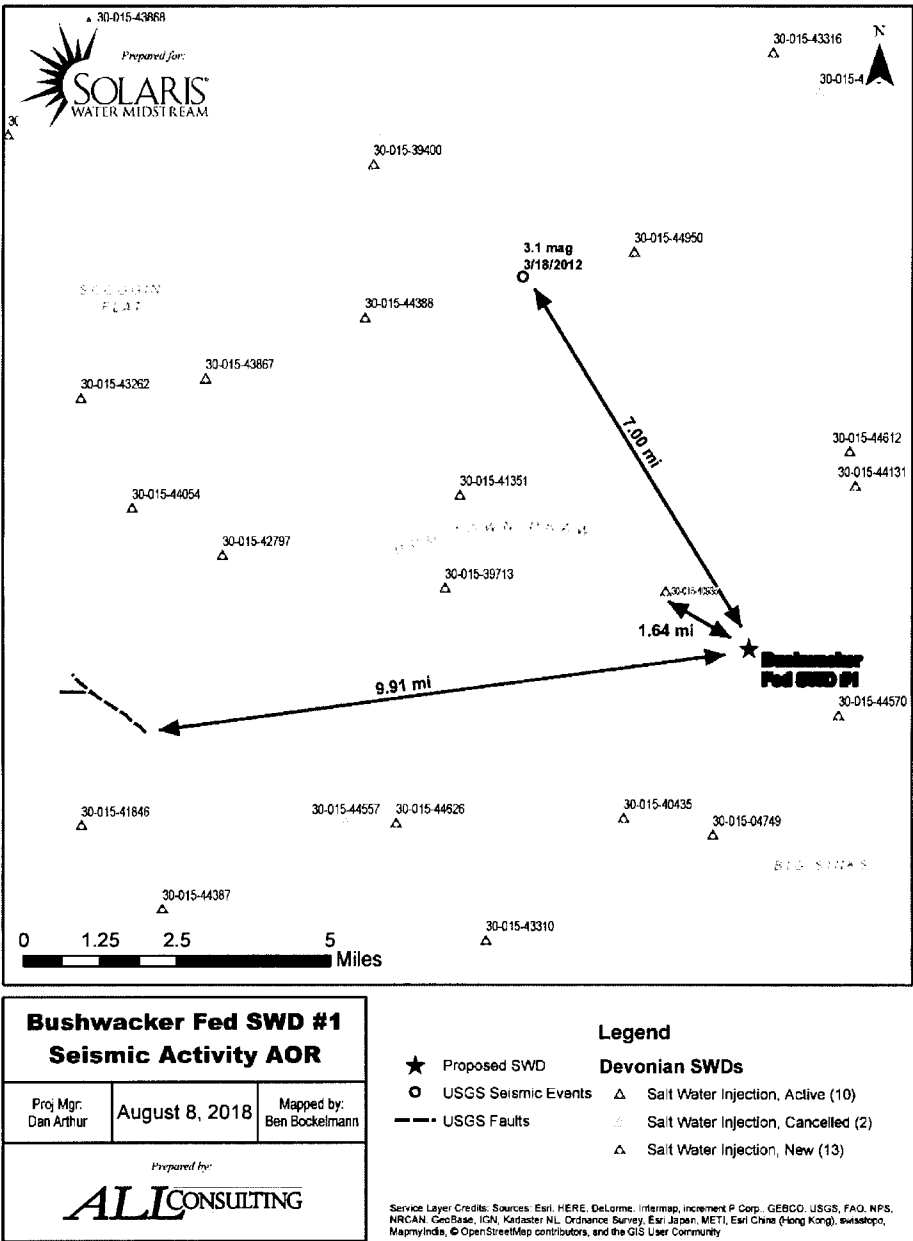 30-015-43868
Prepared for:
SOLARIS
WATER MIDSTREAM
30-015-43316
N
30-015-4
30-015-39400
30-015-44950
3.1 mag
3/18/2012
SCOGGIN
FLAT
30-015-44388
30-015-43867
30-015-43262
7.00 mi
30-015-44612
30-015-44131
30-015-41351
30-015-44054
30-015-42797
30-015-39713
1.64 mi
Bushwacker
Fed SWD #1
9.91 mi
30-015-44570
30-015-41846
30-015-44557
30-015-44626
30-015-40435
30-015-04749
BIG SINKS
30-015-44387
30-015-43310
0 1.25 2.5 5
Miles
Bushwacker Fed SWD #1
Seismic Activity AOR
Proj Mgr:
Dan Arthur
August 8, 2018
Mapped by:
Ben Bockelmann
Prepared by:
ALL CONSULTING
Legend
Proposed SWD
USGS Seismic Events
USGS Faults
Devonian SWDs
Salt Water Injection, Active (10)
Salt Water Injection, Cancelled (2)
Salt Water Injection, New (13)
Service Layer Credits: Sources: Esri, HERE, DeLorme, Intermap, increment P Corp., GEBCO, USGS, FAO, NPS,
NRCAN, GeoBase, IGN, Kadaster NL, Ordnance Survey, Esri Japan, METI, Esri China (Hong Kong), swisstopo,
MapmyIndia, © OpenStreetMap contributors, and the GIS User Community